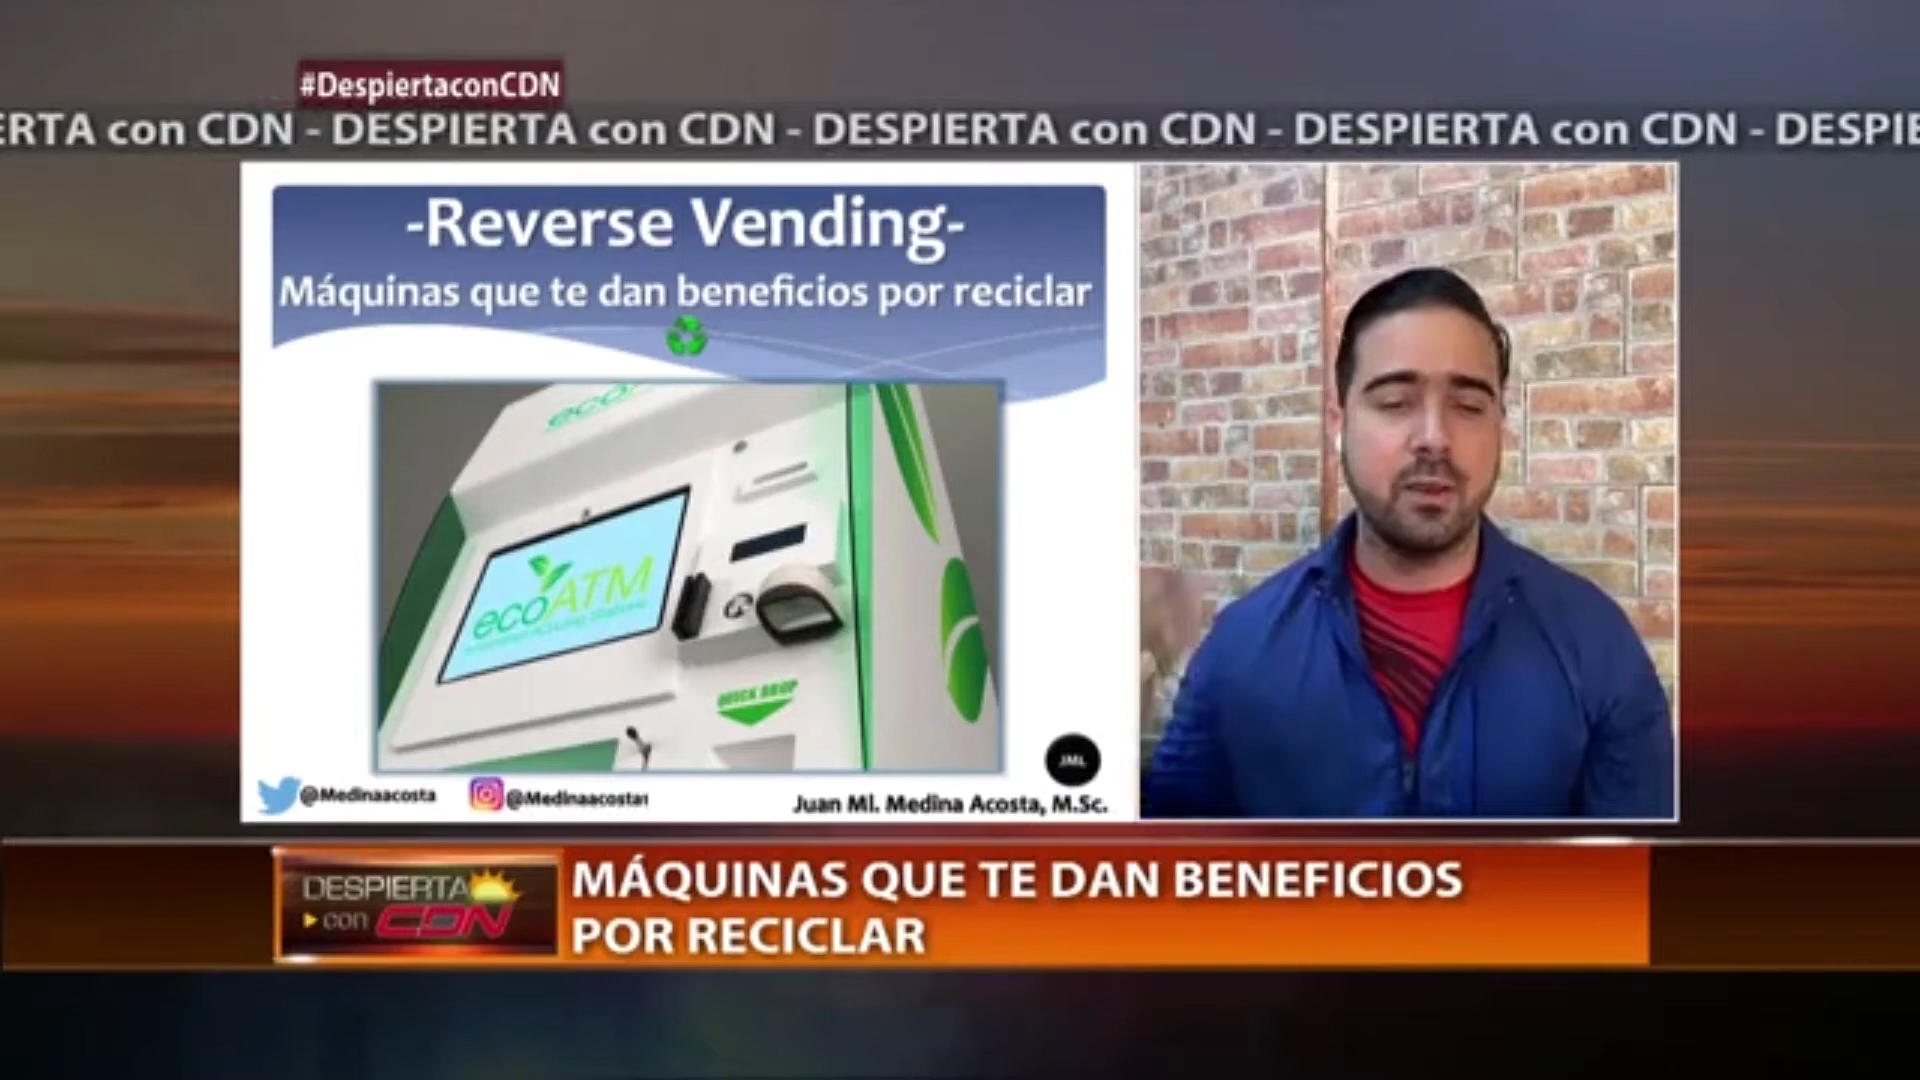 #DespiertaconCDN
ERTA con CDN - DESPIERTA con CDN - DESPIERTA con CDN - DESPIERTA con CDN - DESPIE
-Reverse Vending-
Máquinas que te dan beneficios por reciclar
eco
ecoATM
QUICK DROP
JML
@Medinaacosta
@Medinaacosta1
Juan Ml. Medina Acosta, M.Sc.
DESPIERTA
con CDN
MÁQUINAS QUE TE DAN BENEFICIOS
POR RECICLAR